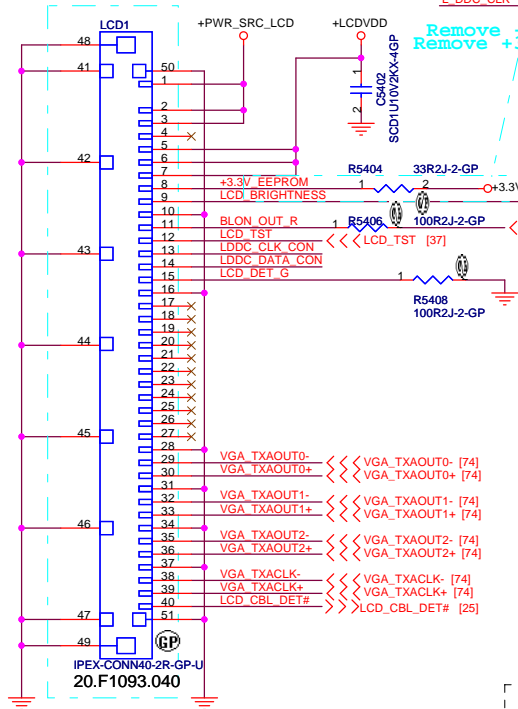 E_DDC_CLK
Remove
Remove +3
LCD1
+PWR_SRC_LCD
+LCDVDD
48
41
50
1
2
3
4
5
6
7
8
9
10
11
12
13
14
15
16
17
18
19
20
21
22
23
24
25
26
27
28
29
30
31
32
33
34
35
36
37
38
39
40
51
42
43
44
45
46
47
49
1
2
C5402
SCD1U10V2KX-4GP
R5404
33R2J-2-GP
+3.3V_EEPROM
1
2
+3.3V
LCD_BRIGHTNESS
BLON_OUT_R
1
R5406
100R2J-2-GP
LCD_TST
LCD_TST [37]
LDDC_CLK_CON
LDDC_DATA_CON
LCD_DET_G
1
R5408
100R2J-2-GP
VGA_TXAOUT0-
VGA_TXAOUT0- [74]
VGA_TXAOUT0+
VGA_TXAOUT0+ [74]
VGA_TXAOUT1-
VGA_TXAOUT1- [74]
VGA_TXAOUT1+
VGA_TXAOUT1+ [74]
VGA_TXAOUT2-
VGA_TXAOUT2- [74]
VGA_TXAOUT2+
VGA_TXAOUT2+ [74]
VGA_TXACLK-
VGA_TXACLK- [74]
VGA_TXACLK+
VGA_TXACLK+ [74]
LCD_CBL_DET#
LCD_CBL_DET# [25]
GP
IPEX-CONN40-2R-GP-U
20.F1093.040